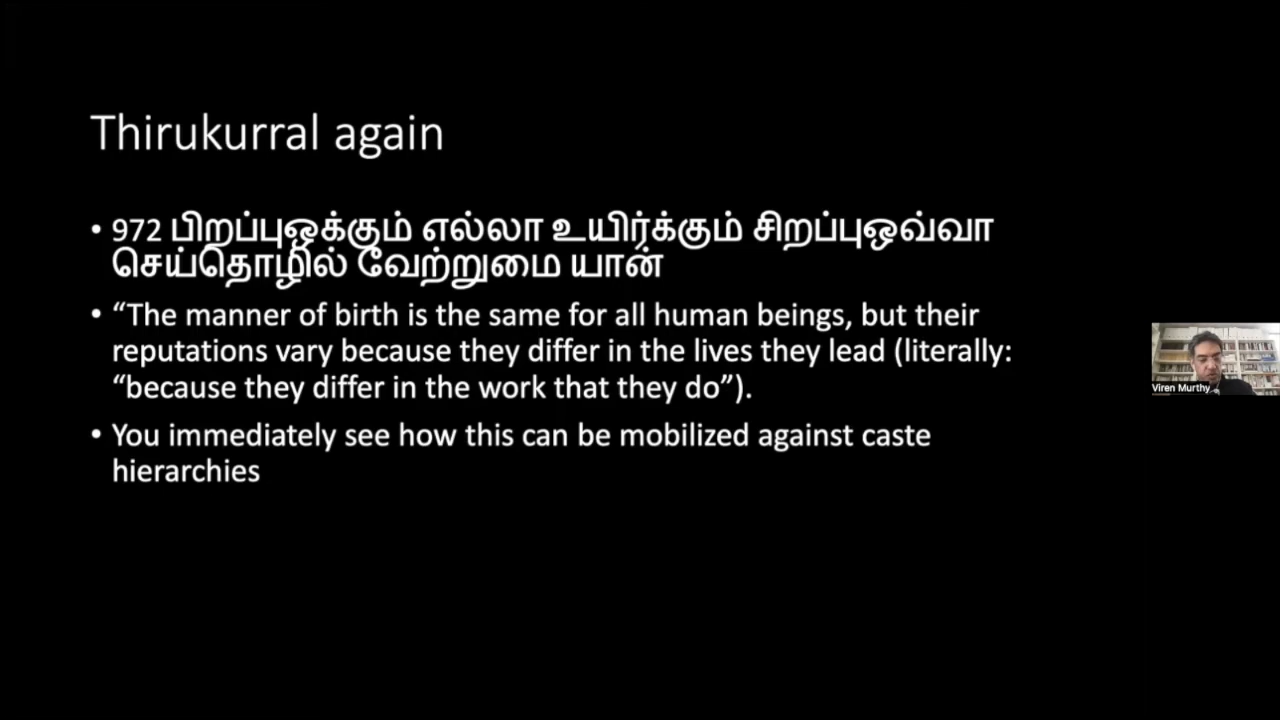 Thirukurral again
• 972 பிறப்புஒக்கும் எல்லா உயிர்க்கும் சிறப்புஒவ்வா
செய்தொழில் வேற்றுமை யான்
• “The manner of birth is the same for all human beings, but their
reputations vary because they differ in the lives they lead (literally:
“because they differ in the work that they do”).
• You immediately see how this can be mobilized against caste
hierarchies
Viren Murthy